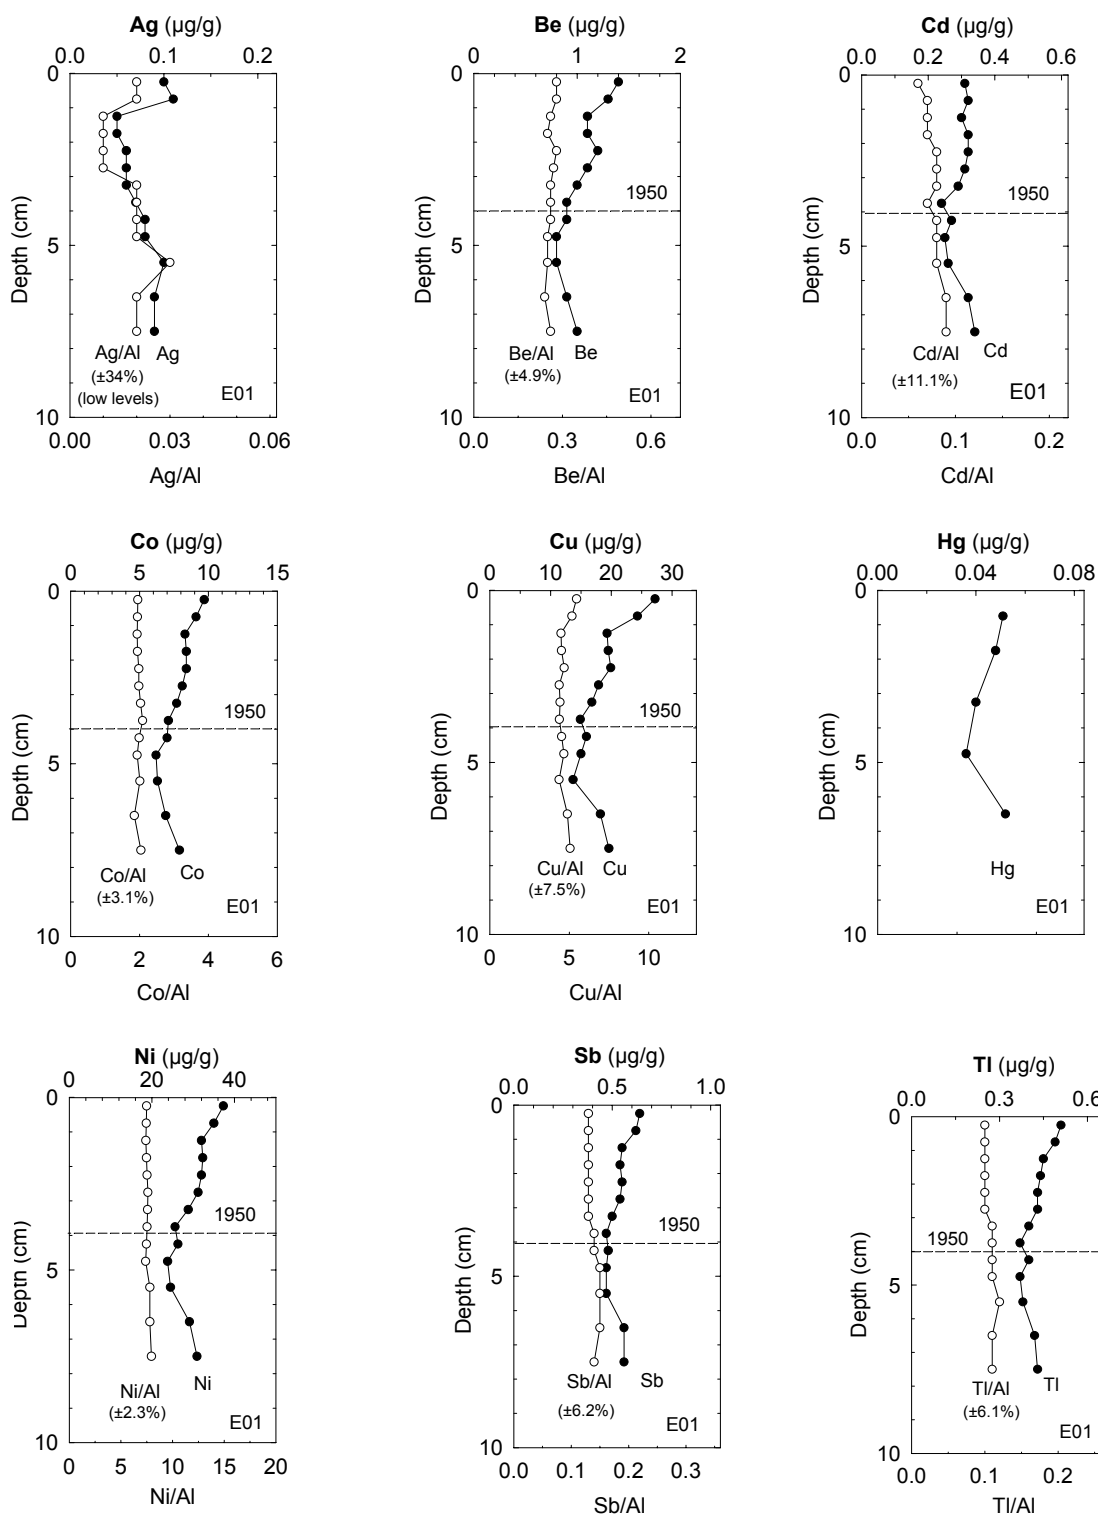 Ag (µg/g)
0.0 0.1 0.2
0
5
10
Depth (cm)
Ag/Al Ag
(±34%)
(low levels)
E01
0.00 0.03 0.06
Ag/Al
Be (µg/g)
0 1 2
0
1950
5
10
Depth (cm)
Be/Al Be
(±4.9%)
E01
0.0 0.3 0.6
Be/Al
Cd (µg/g)
0.0 0.2 0.4 0.6
0
1950
5
10
Depth (cm)
Cd/Al Cd
(±11.1%)
E01
0.0 0.1 0.2
Cd/Al
Co (µg/g)
0 5 10 15
0
1950
5
10
Depth (cm)
Co/Al Co
(±3.1%)
E01
0 2 4 6
Co/Al
Cu (µg/g)
0 10 20 30
0
1950
5
10
Depth (cm)
Cu/Al Cu
(±7.5%)
E01
0 5 10
Cu/Al
Hg (µg/g)
0.00 0.04 0.08
0
5
10
Depth (cm)
Hg
E01
Ni (µg/g)
0 20 40
0
1950
5
10
Depth (cm)
Ni/Al Ni
(±2.3%)
E01
0 5 10 15 20
Ni/Al
Sb (µg/g)
0.0 0.5 1.0
0
1950
5
10
Depth (cm)
Sb/Al Sb
(±6.2%)
E01
0.0 0.1 0.2 0.3
Sb/Al
Tl (µg/g)
0.0 0.3 0.6
0
1950
5
10
Depth (cm)
Tl/Al Tl
(±6.1%)
E01
0.0 0.1 0.2
Tl/Al